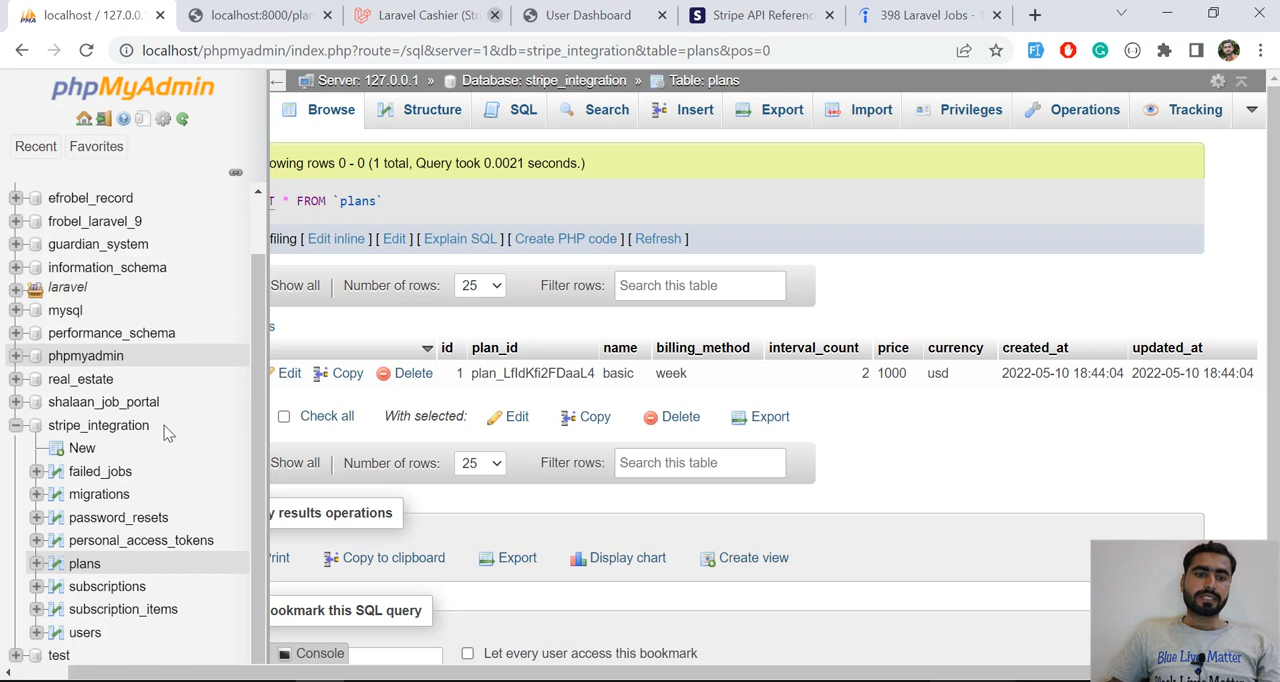 localhost / 127.0.0.1
localhost:8000/plan
Laravel Cashier (Stri
User Dashboard
Stripe API Referenc
398 Laravel Jobs -
localhost/phpmyadmin/index.php?route=/sql&server=1&db=stripe_integration&table=plans&pos=0
phpMyAdmin
Recent
Favorites
efrobel_record
frobel_laravel_9
guardian_system
information_schema
laravel
mysql
performance_schema
phpmyadmin
real_estate
shalaan_job_portal
stripe_integration
New
failed_jobs
migrations
password_resets
personal_access_tokens
plans
subscriptions
subscription_items
users
test
Server: 127.0.0.1 » Database: stripe_integration » Table: plans
Browse Structure SQL Search Insert Export Import Privileges Operations Tracking
owing rows 0 - 0 (1 total, Query took 0.0021 seconds.)
T * FROM `plans`
filing [ Edit inline ] [ Edit ] [ Explain SQL ] [ Create PHP code ] [ Refresh ]
Show all Number of rows: 25 Filter rows: Search this table
s
id plan_id name billing_method interval_count price currency created_at updated_at
Edit Copy Delete 1 plan_LfIdKfi2FDaaL4 basic week 2 1000 usd 2022-05-10 18:44:04 2022-05-10 18:44:04
Check all With selected: Edit Copy Delete Export
Show all Number of rows: 25 Filter rows: Search this table
y results operations
rint Copy to clipboard Export Display chart Create view
ookmark this SQL query
Console Let every user access this bookmark
Blue Lives Matter